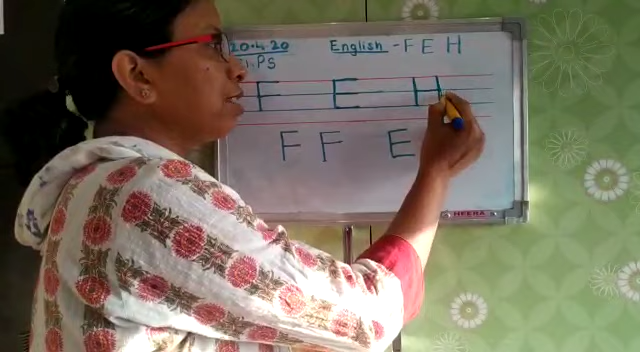 20.4.20 English - F E H
PS
F E H
F F E
HEERA